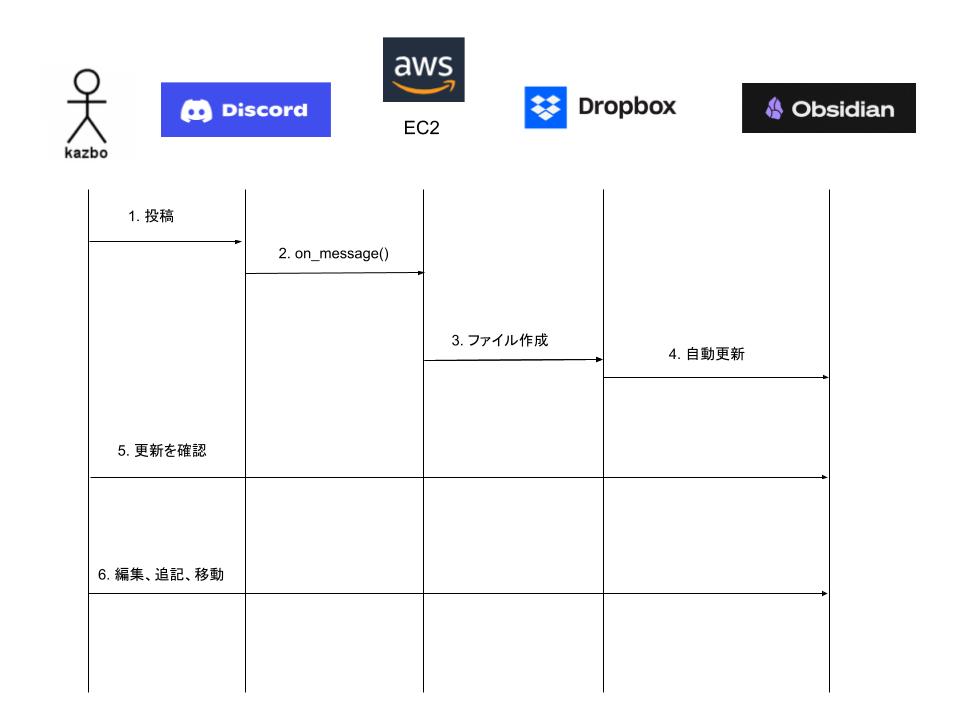 aws
Discord
Dropbox
Obsidian
EC2
kazbo
1. 投稿
2. on_message()
3. ファイル作成
4. 自動更新
5. 更新を確認
6. 編集、追記、移動